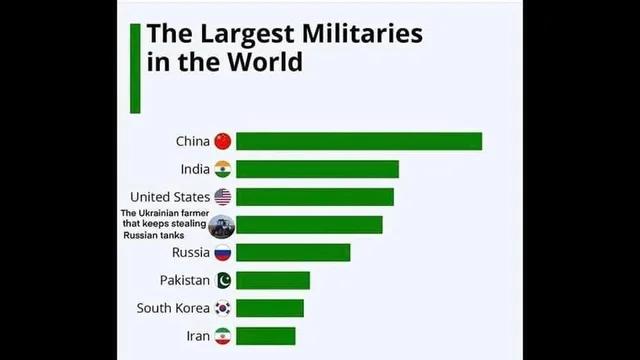 The Largest Militaries
in the World
China
India
United States
The Ukrainian farmer
that keeps stealing
Russian tanks
Russia
Pakistan
South Korea
Iran